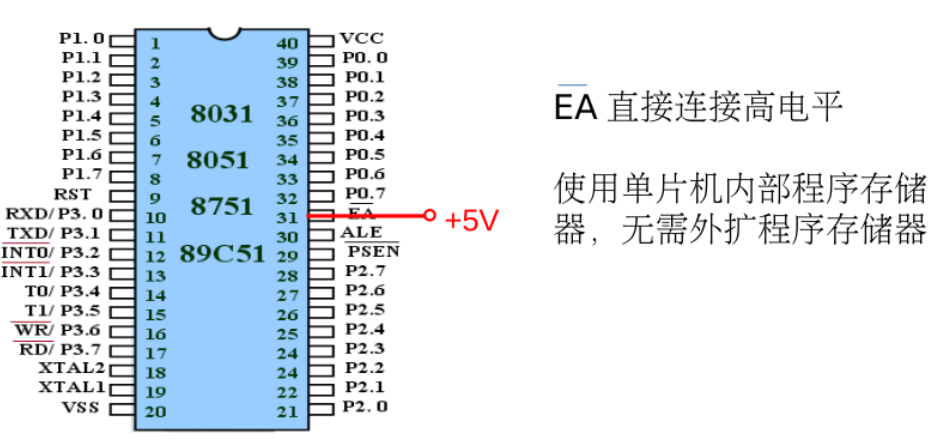 P1.0 1 40 VCC
P1.1 2 39 P0.0
P1.2 3 38 P0.1
P1.3 4 37 P0.2
P1.4 5 36 P0.3
P1.5 6 35 P0.4
P1.6 7 34 P0.5
P1.7 8 33 P0.6
RST 9 32 P0.7
RXD/P3.0 10 31 EA
TXD/P3.1 11 30 ALE
INT0/P3.2 12 29 PSEN
INT1/P3.3 13 28 P2.7
T0/P3.4 14 27 P2.6
T1/P3.5 15 26 P2.5
WR/P3.6 16 25 P2.4
RD/P3.7 17 24 P2.3
XTAL2 18 24 P2.2
XTAL1 19 22 P2.1
VSS 20 21 P2.0
8031
8051
8751
89C51
+5V
EA 直接连接高电平
使用单片机内部程序存储
器，无需外扩程序存储器